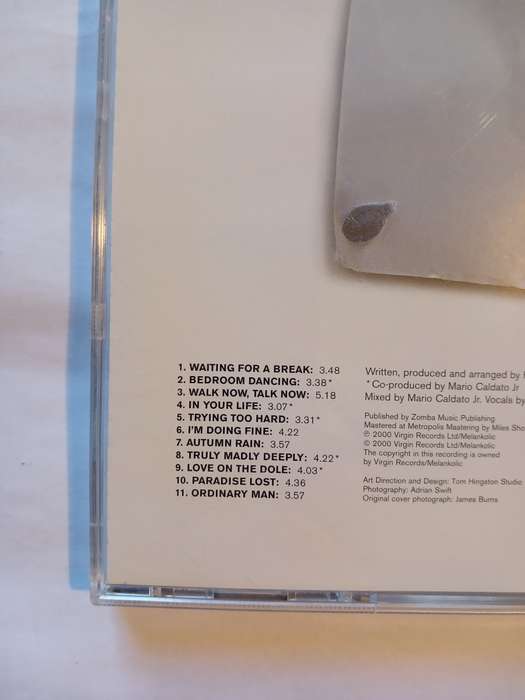 1. WAITING FOR A BREAK: 3.48
2. BEDROOM DANCING: 3.38*
3. WALK NOW, TALK NOW: 5.18
4. IN YOUR LIFE: 3.07*
5. TRYING TOO HARD: 3.31*
6. I'M DOING FINE: 4.22
7. AUTUMN RAIN: 3.57
8. TRULY MADLY DEEPLY: 4.22*
9. LOVE ON THE DOLE: 4.03*
10. PARADISE LOST: 4.36
11. ORDINARY MAN: 3.57
Written, produced and arranged by
*Co-produced by Mario Caldato Jr
Mixed by Mario Caldato Jr. Vocals by
Published by Zomba Music Publishing.
Mastered at Metropolis Mastering by Miles Sho
℗ 2000 Virgin Records Ltd/Melankolic
© 2000 Virgin Records Ltd/Melankolic
The copyright in this recording is owned
by Virgin Records/Melankolic
Art Direction and Design: Tom Hingston Studio
Photography: Adrian Swift
Original cover photograph: James Burns